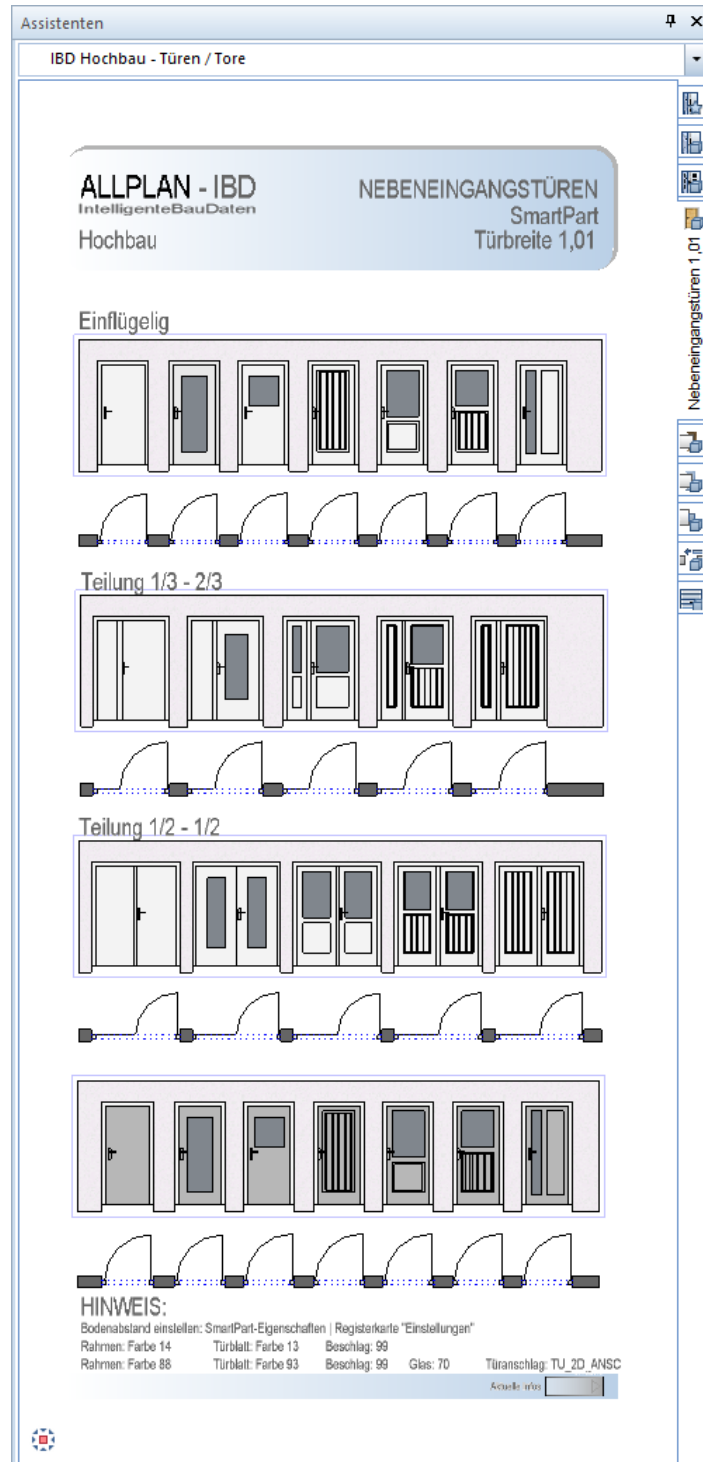 Assistenten
IBD Hochbau - Türen / Tore
ALLPLAN - IBD
IntelligenteBauDaten
Hochbau
NEBENEINGANGSTÜREN
SmartPart
Türbreite 1,01
Nebeneingangstüren 1,01
Einflügelig
Teilung 1/3 - 2/3
Teilung 1/2 - 1/2
HINWEIS:
Bodenabstand einstellen: SmartPart-Eigenschaften | Registerkarte "Einstellungen"
Rahmen: Farbe 14 Türblatt: Farbe 13 Beschlag: 99
Rahmen: Farbe 88 Türblatt: Farbe 93 Beschlag: 99 Glas: 70 Türanschlag: TU_2D_ANSC
Aktuelle Infos